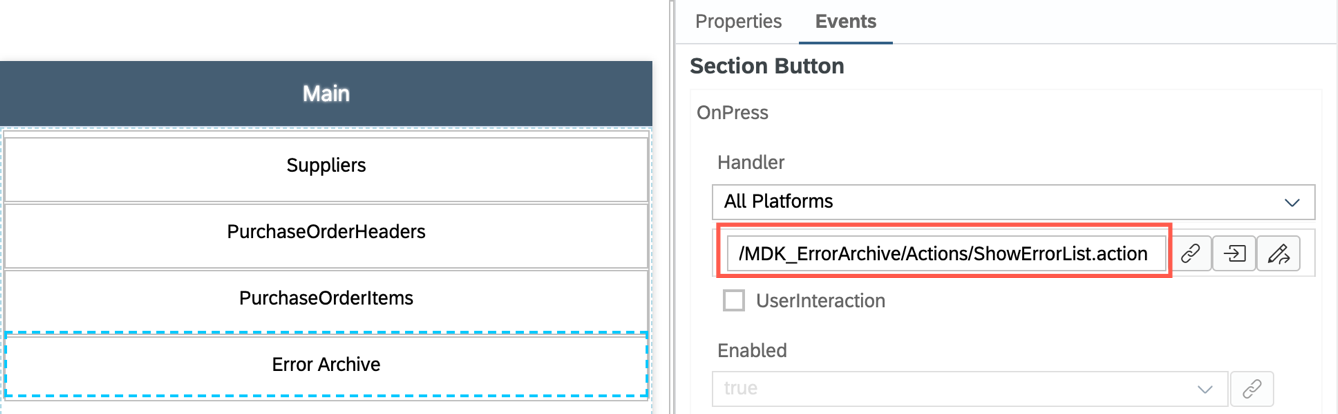 Properties
Events
Section Button
Main
OnPress
Suppliers
Handler
All Platforms
PurchaseOrderHeaders
/MDK_ErrorArchive/Actions/ShowErrorList.action
PurchaseOrderItems
UserInteraction
Error Archive
Enabled
true